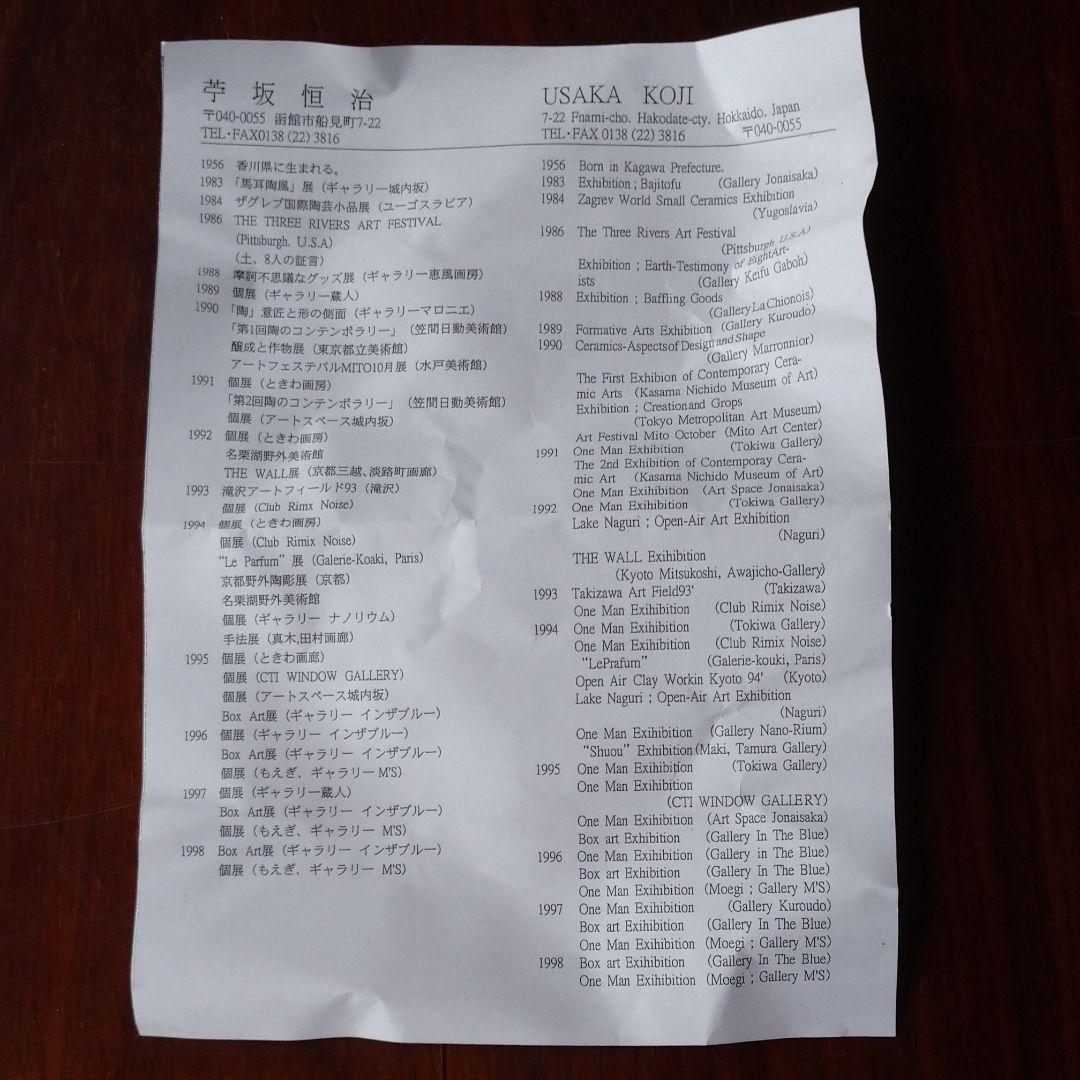 苧坂恒治
〒040-0055 函館市船見町7-22
TEL・FAX0138 (22) 3816
1956 香川県に生まれる。
1983 「馬耳陶風」展（ギャラリー城内坂）
1984 ザグレブ国際陶芸小品展（ユーゴスラビア）
1986 THE THREE RIVERS ART FESTIVAL
(Pittsburgh. U.S.A)
（土、8人の証言）
1988 摩訶不思議なグッズ展（ギャラリー恵風画房）
1989 個展（ギャラリー蔵人）
1990 「陶」意匠と形の側面（ギャラリーマロニエ）
「第1回陶のコンテンポラリー」（笠間日動美術館）
醸成と作物展（東京都立美術館）
アートフェステバルMITO10月展（水戸美術館）
1991 個展（ときわ画房）
「第2回陶のコンテンポラリー」（笠間日動美術館）
個展（アートスペース城内坂）
1992 個展（ときわ画房）
名栗湖野外美術館
THE WALL展（京都三越、淡路町画廊）
1993 滝沢アートフィールド93（滝沢）
個展（Club Rimx Noise）
1994 個展（ときわ画房）
個展（Club Rimix Noise）
“Le Parfum” 展（Galerie-Koaki, Paris）
京都野外陶彫展（京都）
名栗湖野外美術館
個展（ギャラリー ナノリウム）
手法展（真木,田村画廊）
1995 個展（ときわ画廊）
個展（CTI WINDOW GALLERY）
個展（アートスペース城内坂）
Box Art展（ギャラリー インザブルー）
1996 個展（ギャラリー インザブルー）
Box Art展（ギャラリー インザブルー）
個展（もえぎ、ギャラリーM'S）
1997 個展（ギャラリー蔵人）
Box Art展（ギャラリー インザブルー）
個展（もえぎ、ギャラリー M'S）
1998 Box Art展（ギャラリー インザブルー）
個展（もえぎ、ギャラリー M'S）
USAKA KOJI
7-22 Fnami-cho. Hakodate-cty. Hokkaido. Japan
TEL・FAX 0138 (22) 3816 〒040-0055
1956 Born in Kagawa Prefecture.
1983 Exhibition ; Bajitofu (Gallery Jonaisaka)
1984 Zagrev World Small Ceramics Exhibition
(Yugoslavia)
1986 The Three Rivers Art Festival
(Pittsburgh U.S.A)
Exhibition ; Earth-Testimony of EightArt-
ists (Gallery Keifu Gaboh)
1988 Exhibition ; Baffling Goods
(Gallery La Chionois)
1989 Formative Arts Exhibition (Gallery Kuroudo)
1990 Ceramics-Aspects of Design and Shape
(Gallery Marronnior)
The First Exhibion of Contemporary Cera-
mic Arts (Kasama Nichido Museum of Art)
Exhibition ; Creation and Grops
(Tokyo Metropolitan Art Museum)
Art Festival Mito October (Mito Art Center)
1991 One Man Exihibition (Tokiwa Gallery)
The 2nd Exhibition of Contemporay Cera-
mic Art (Kasama Nichido Museum of Art)
One Man Exihibition (Art Space Jonaisaka)
1992 One Man Exihibition (Tokiwa Gallery)
Lake Naguri ; Open-Air Art Exhibition
(Naguri)
THE WALL Exihibition
(Kyoto Mitsukoshi, Awajicho-Gallery)
1993 Takizawa Art Field93' (Takizawa)
One Man Exihibition (Club Rimix Noise)
1994 One Man Exihibition (Tokiwa Gallery)
One Man Exihibition (Club Rimix Noise)
“LePrafum” (Galerie-kouki, Paris)
Open Air Clay Workin Kyoto 94' (Kyoto)
Lake Naguri ; Open-Air Art Exhibition
(Naguri)
One Man Exihibition (Gallery Nano-Rium)
“Shuou” Exhibition (Maki, Tamura Gallery)
1995 One Man Exihibition (Tokiwa Gallery)
One Man Exihibition
(CTI WINDOW GALLERY)
One Man Exihibition (Art Space Jonaisaka)
Box art Exhibition (Gallery In The Blue)
1996 One Man Exihibition (Gallery in The Blue)
Box art Exhibition (Gallery In The Blue)
One Man Exihibition (Moegi ; Gallery M'S)
1997 One Man Exihibition (Gallery Kuroudo)
Box art Exihibition (Gallery In The Blue)
One Man Exihibition (Moegi ; Gallery M'S)
1998 Box art Exihibition (Gallery In The Blue)
One Man Exihibition (Moegi ; Gallery M'S)